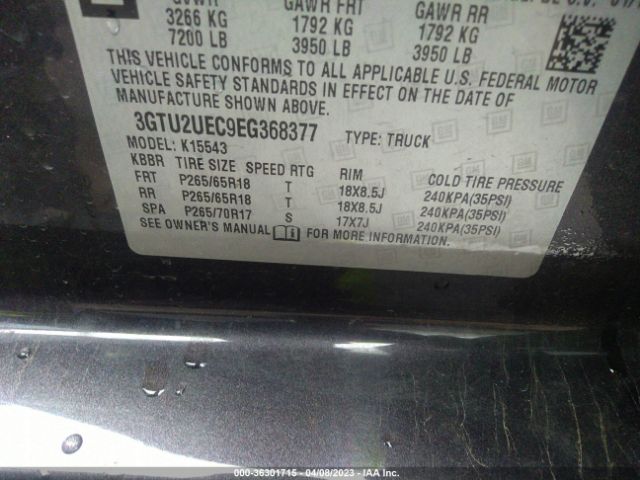 GVWR GAWR FRT GAWR RR
3266 KG 1792 KG 1792 KG
7200 LB 3950 LB 3950 LB
THIS VEHICLE CONFORMS TO ALL APPLICABLE U.S. FEDERAL MOTOR
VEHICLE SAFETY STANDARDS IN EFFECT ON THE DATE OF
MANUFACTURE SHOWN ABOVE.
3GTU2UEC9EG368377 TYPE: TRUCK
MODEL: K15543
KBBR TIRE SIZE SPEED RTG RIM COLD TIRE PRESSURE
FRT P265/65R18 T 18X8.5J 240KPA(35PSI)
RR P265/65R18 T 18X8.5J 240KPA(35PSI)
SPA P265/70R17 S 17X7J 240KPA(35PSI)
SEE OWNER'S MANUAL FOR MORE INFORMATION.
000-36301715 - 04/08/2023 - IAA Inc.